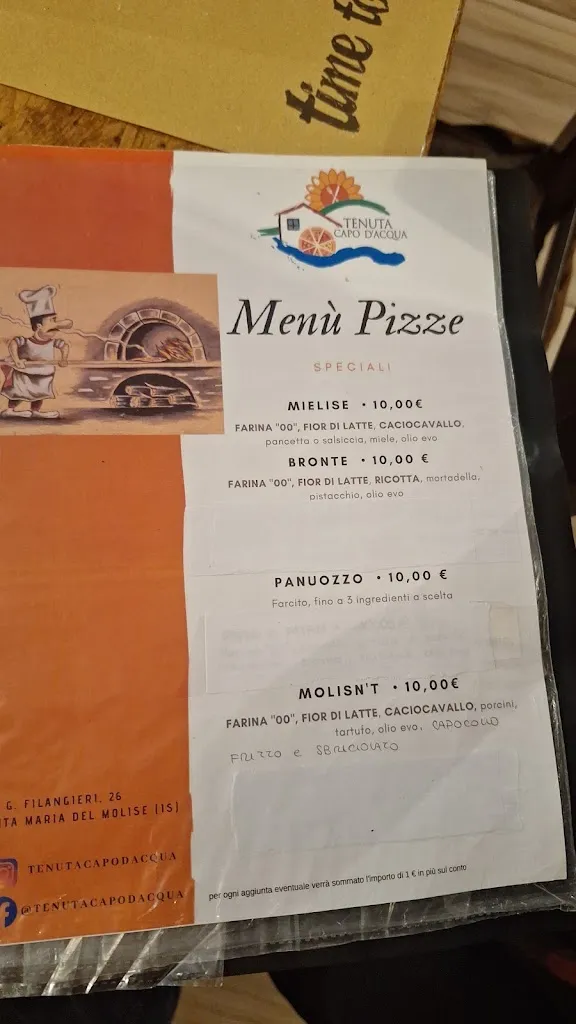 time to
TENUTA
CAPO D'ACQUA
Menù Pizze
SPECIALI
MIELISE • 10,00€
FARINA "00", FIOR DI LATTE, CACIOCAVALLO,
pancetta o salsiccia, miele, olio evo
BRONTE • 10,00 €
FARINA "00", FIOR DI LATTE, RICOTTA, mortadella,
pistacchio, olio evo
PANUOZZO • 10,00 €
Farcito, fino a 3 ingredienti a scelta
MOLISN'T • 10,00€
FARINA "00", FIOR DI LATTE, CACIOCAVALLO, porcini,
tartufo, olio evo, CAPOCOLLO
FRITTO e SBRICIOLATO
G. FILANGIERI, 26
TA MARIA DEL MOLISE (IS)
TENUTACAPODACQUA
@TENUTACAPODACQUA
per ogni aggiunta eventuale verrà sommato l'importo di 1 € in più sul conto